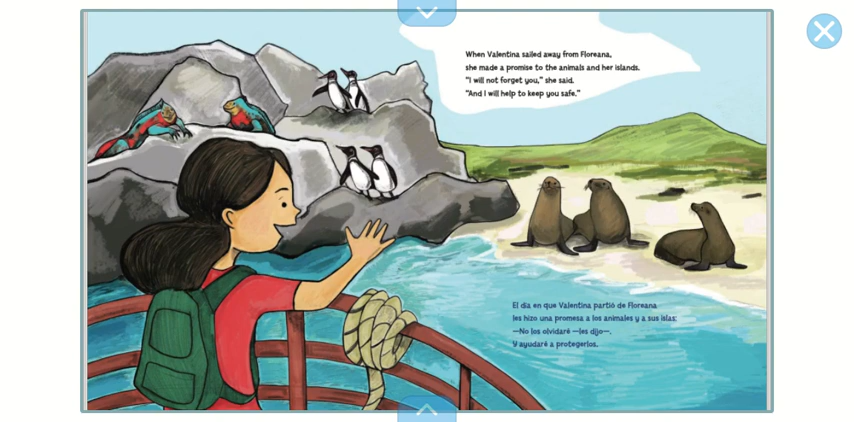 When Valentina sailed away from Floreana,
she made a promise to the animals and her islands.
"I will not forget you," she said.
"And I will help to keep you safe."
El día en que Valentina partió de Floreana
les hizo una promesa a los animales y a sus islas:
—No los olvidaré —les dijo—.
Y ayudaré a protegerlos.